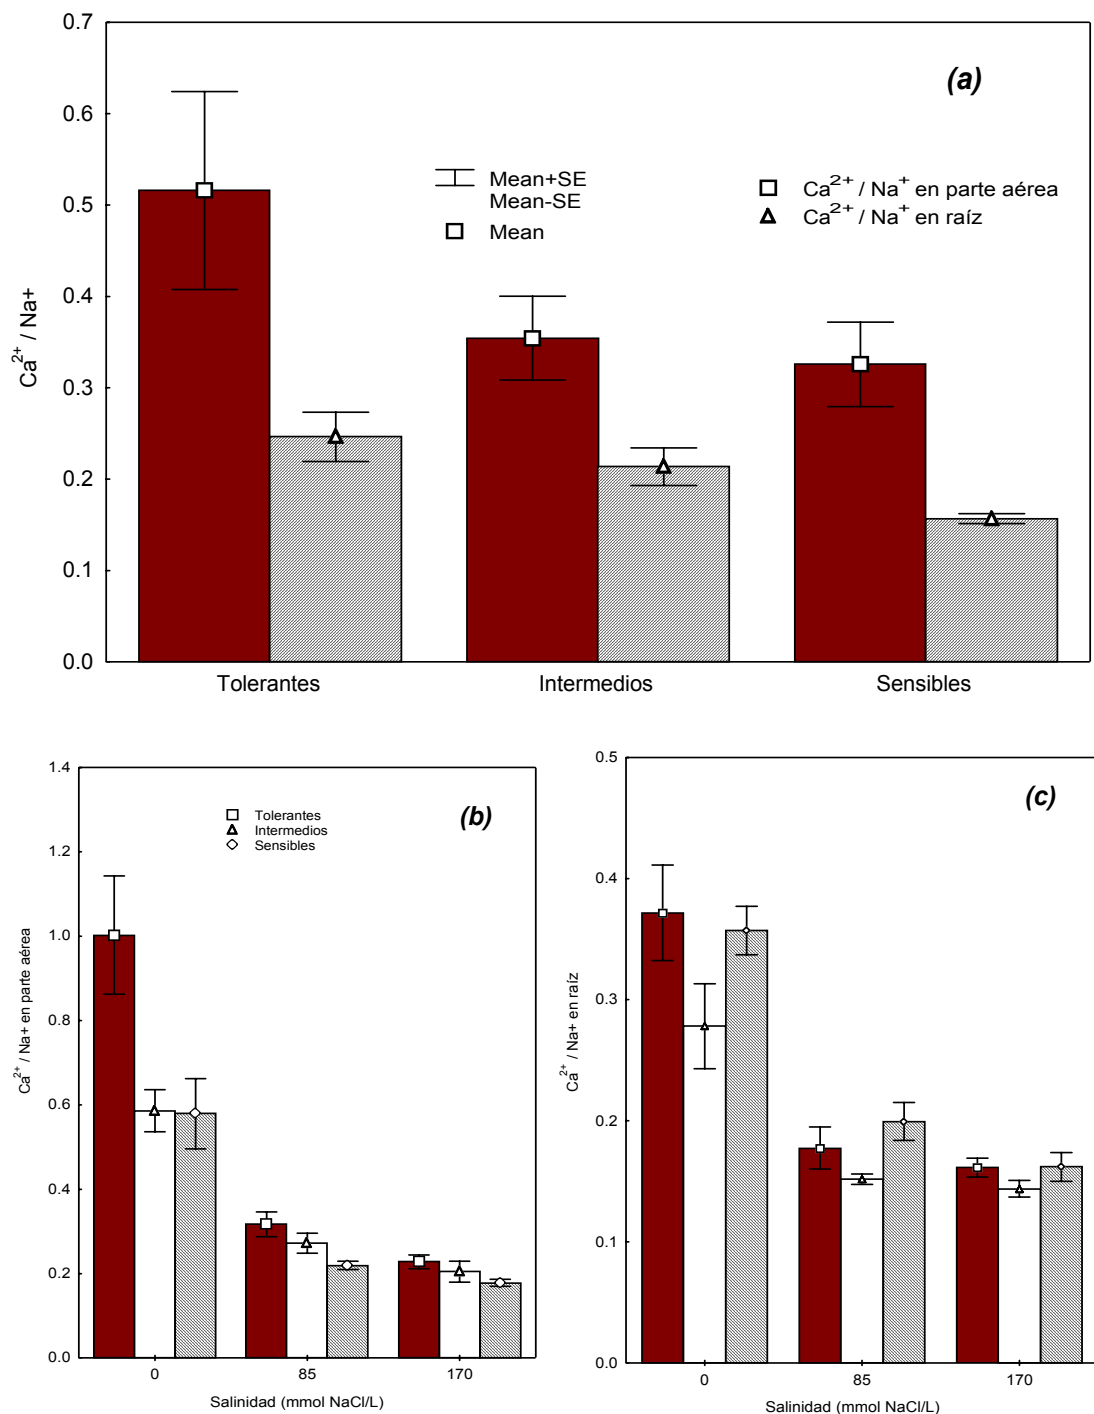 (a)
0.7
0.6
0.5
0.4
0.3
0.2
0.1
0.0
Ca2+ / Na+
Mean+SE
Mean-SE
Mean
Ca2+ / Na+ en parte aérea
Ca2+ / Na+ en raíz
Tolerantes Intermedios Sensibles
(b)
1.4
1.2
1.0
0.8
0.6
0.4
0.2
0.0
Ca2+ / Na+ en parte aérea
Tolerantes
Intermedios
Sensibles
0 85 170
Salinidad (mmol NaCl/L)
(c)
0.5
0.4
0.3
0.2
0.1
0.0
Ca2+ / Na+ en raíz
0 85 170
Salinidad (mmol NaCl/L)